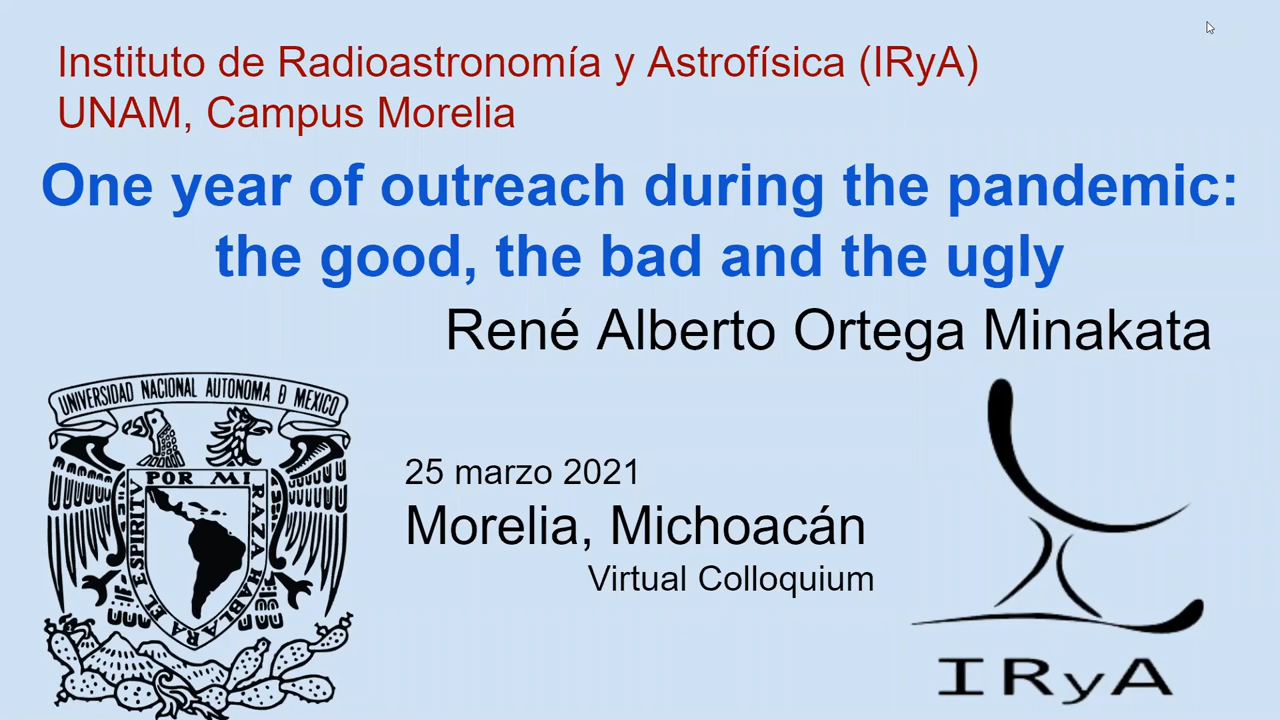 Instituto de Radioastronomía y Astrofísica (IRyA)
UNAM, Campus Morelia
One year of outreach during the pandemic:
the good, the bad and the ugly
René Alberto Ortega Minakata
UNIVERSIDAD NACIONAL AUTONOMA D MEXICO
POR MI RAZA HABLARA EL ESPIRITV
25 marzo 2021
Morelia, Michoacán
Virtual Colloquium
IRyA